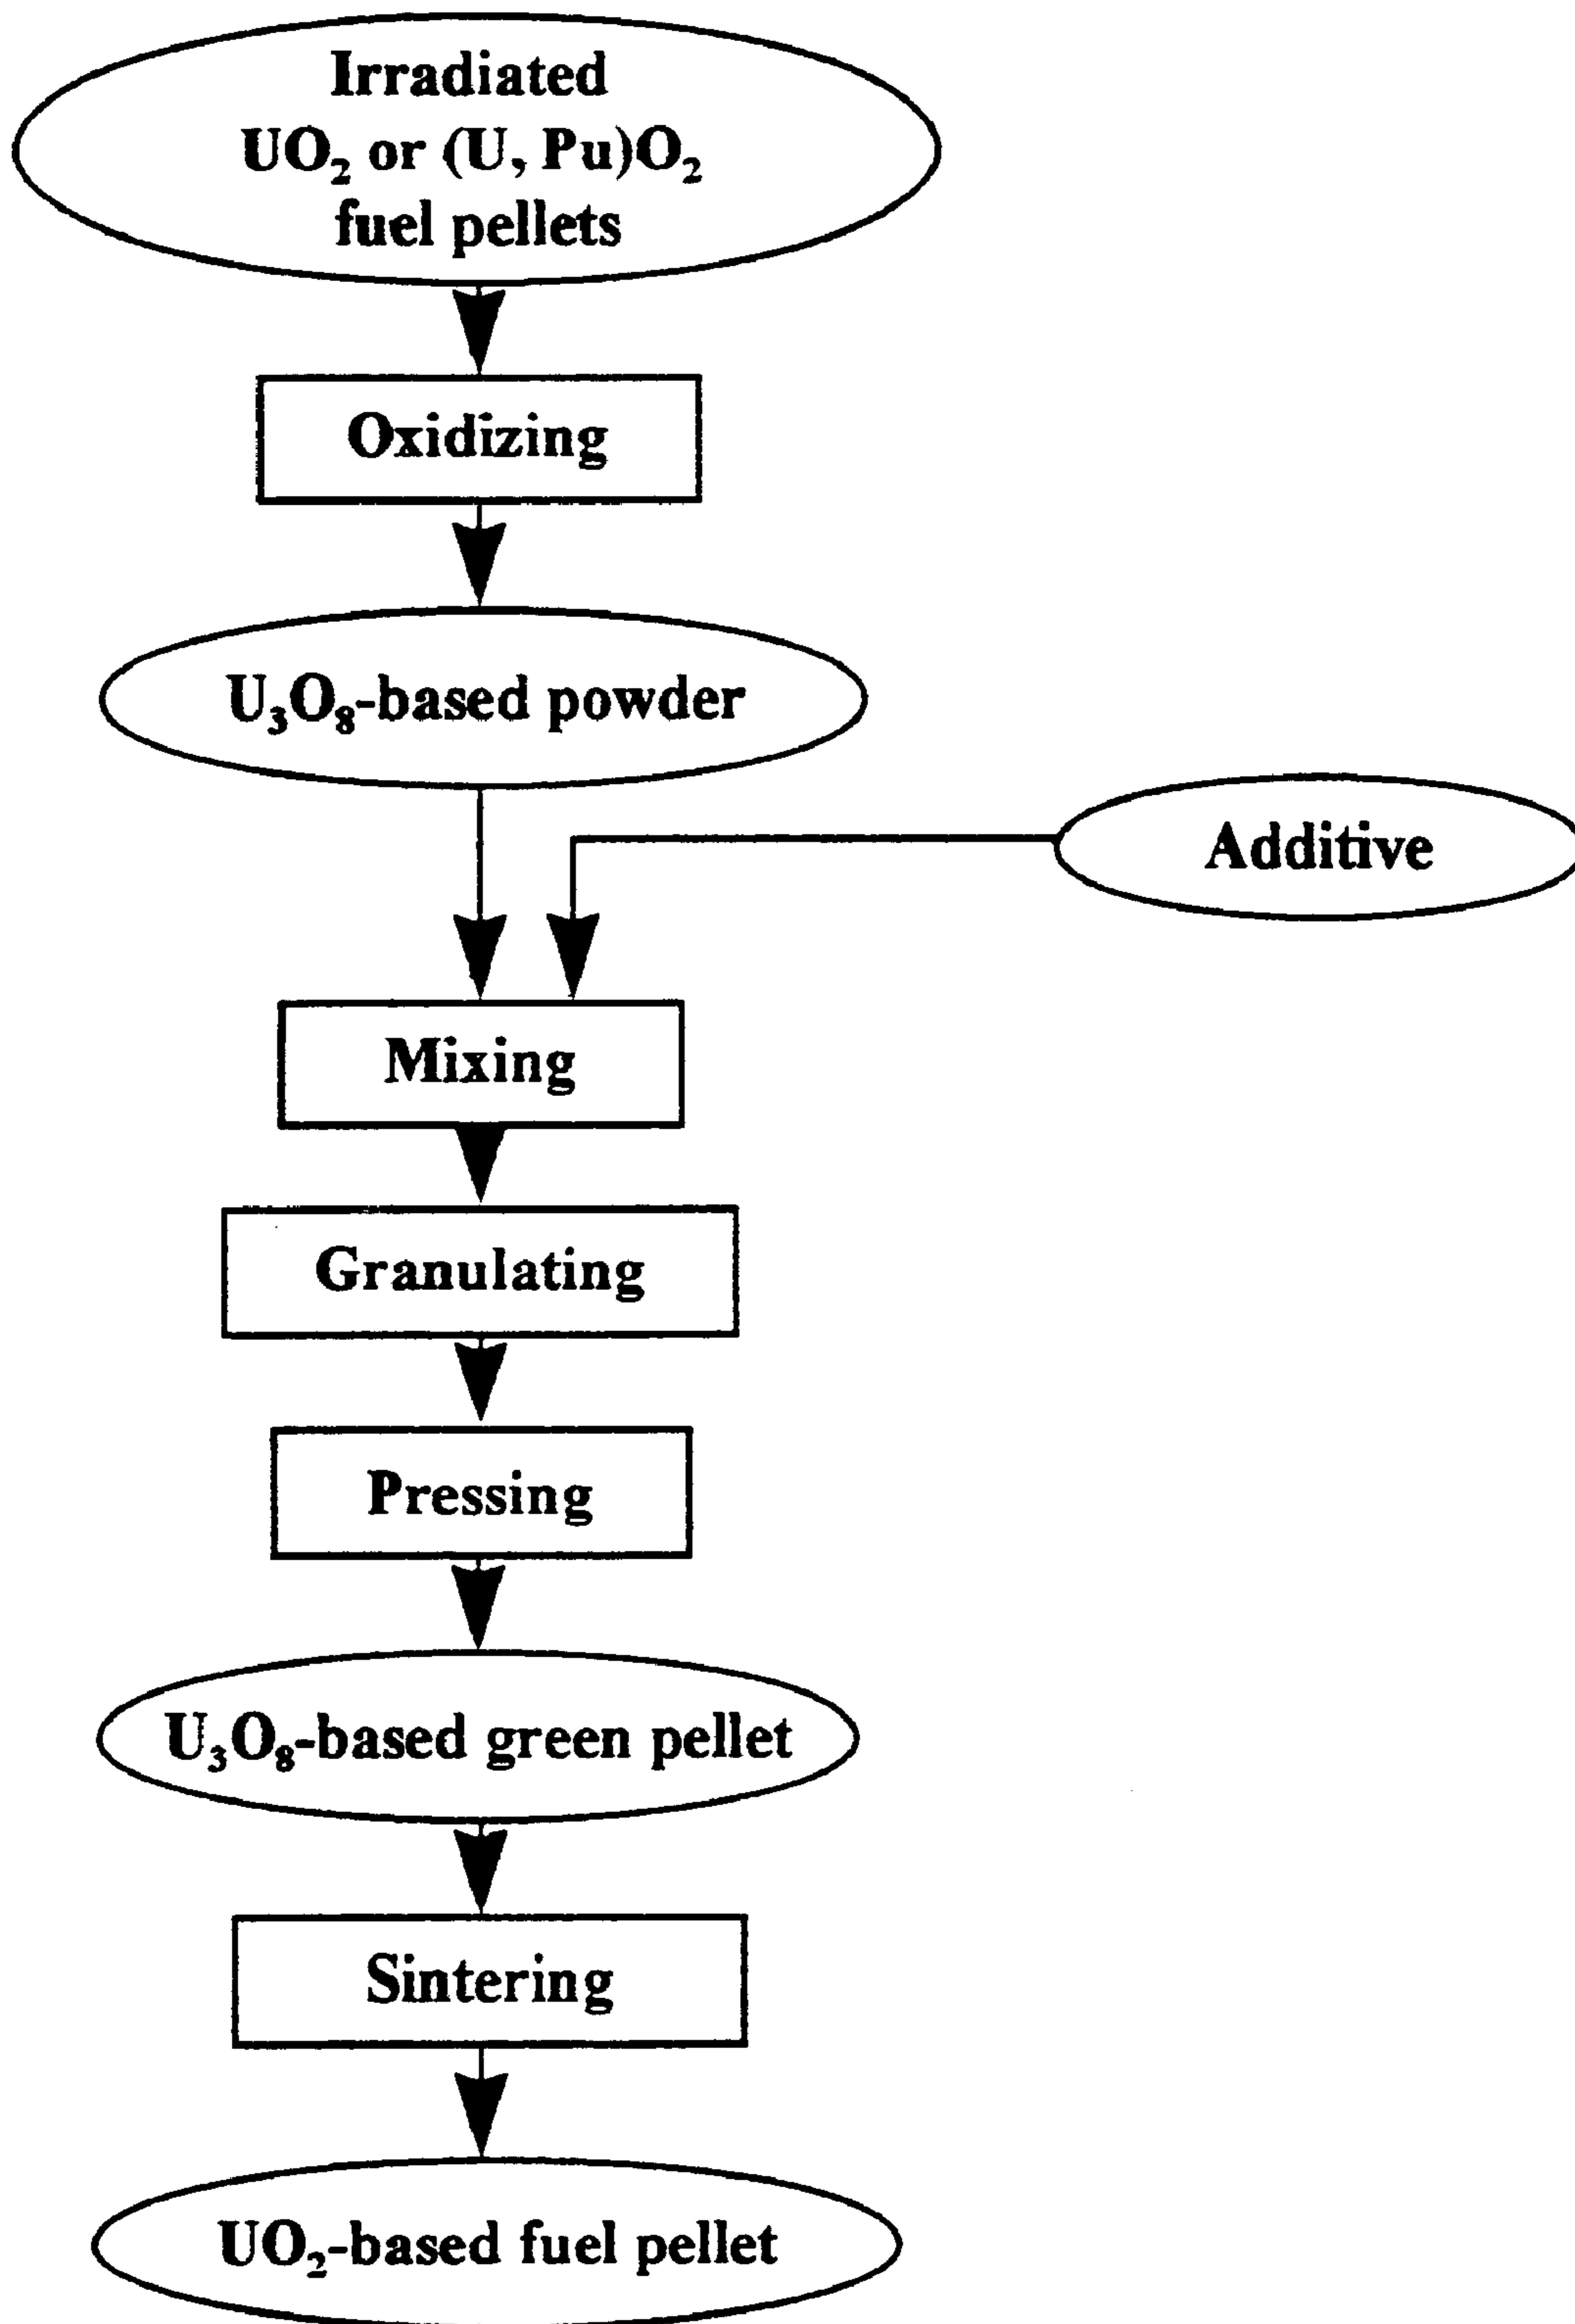 Irradiated
UO₂ or (U, Pu)O₂
fuel pellets
Oxidizing
U₃O₈-based powder
Additive
Mixing
Granulating
Pressing
U₃O₈-based green pellet
Sintering
UO₂-based fuel pellet